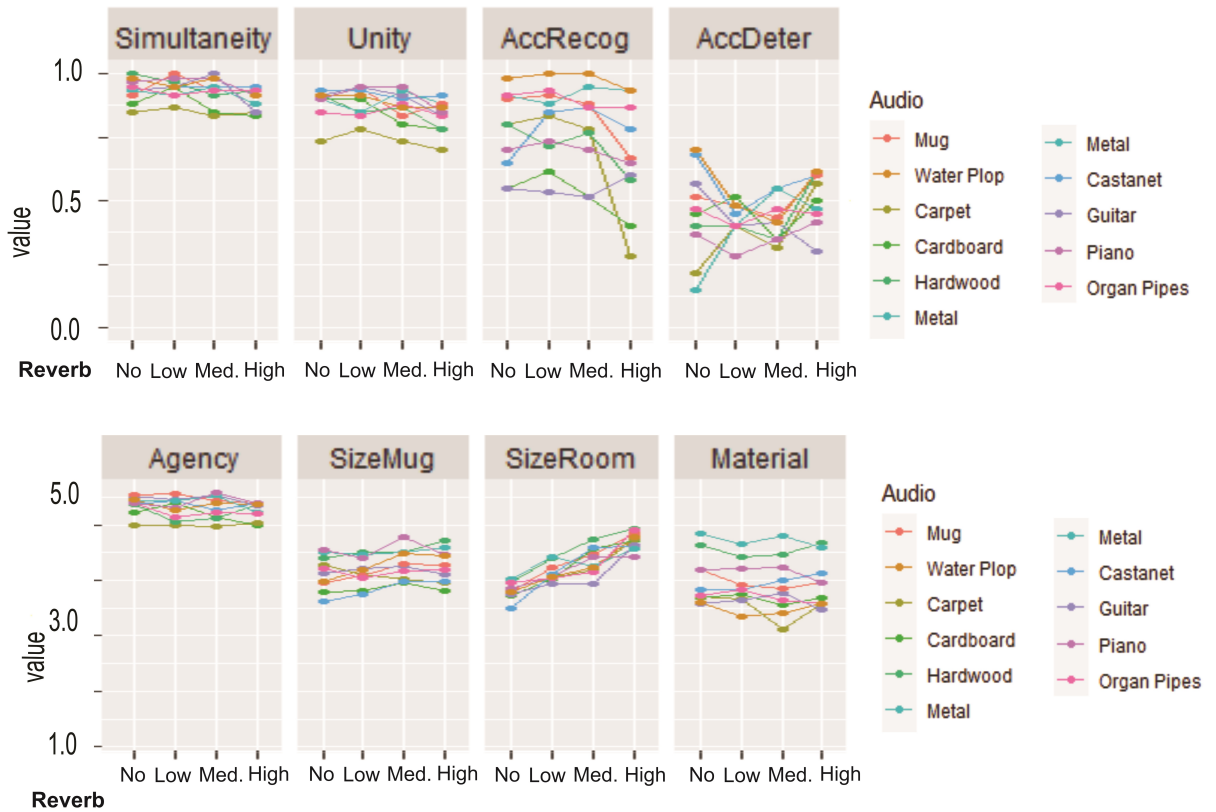 Simultaneity Unity AccRecog AccDeter
1.0
0.5
0.0
value
Reverb No Low Med. High No Low Med. High No Low Med. High No Low Med. High
Audio
Mug
Water Plop
Carpet
Cardboard
Hardwood
Metal
Metal
Castanet
Guitar
Piano
Organ Pipes
Agency SizeMug SizeRoom Material
5.0
3.0
1.0
value
No Low Med. High No Low Med. High No Low Med. High No Low Med. High
Reverb
Audio
Mug
Water Plop
Carpet
Cardboard
Hardwood
Metal
Metal
Castanet
Guitar
Piano
Organ Pipes